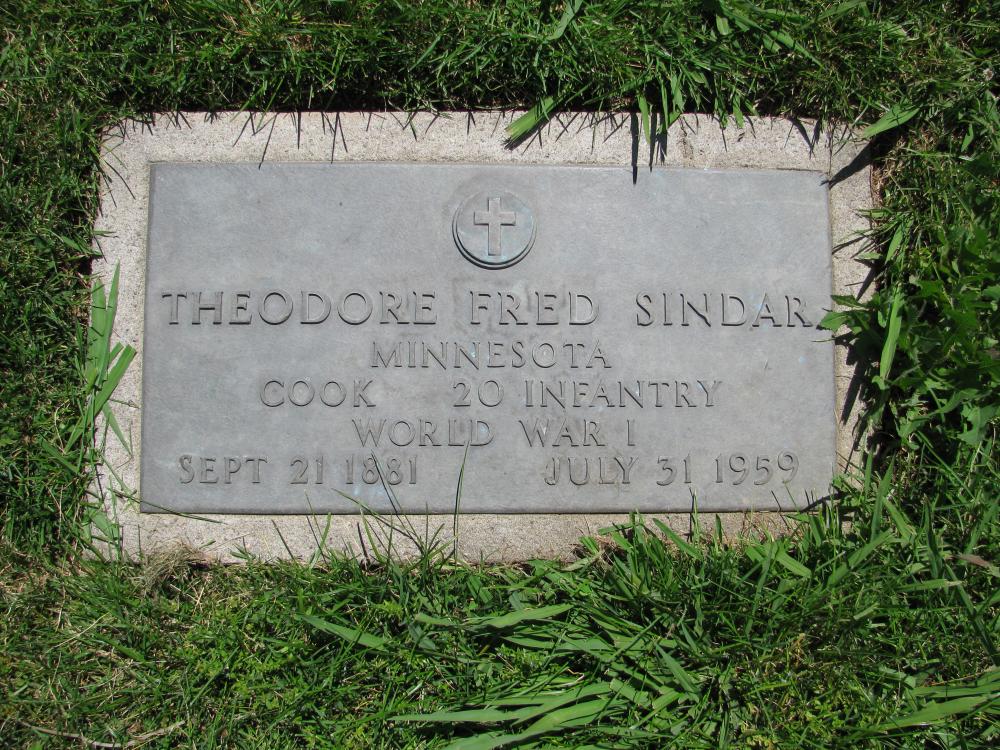 THEODORE FRED SINDAR
MINNESOTA
COOK 20 INFANTRY
WORLD WAR I
SEPT 21 1881 JULY 31 1959